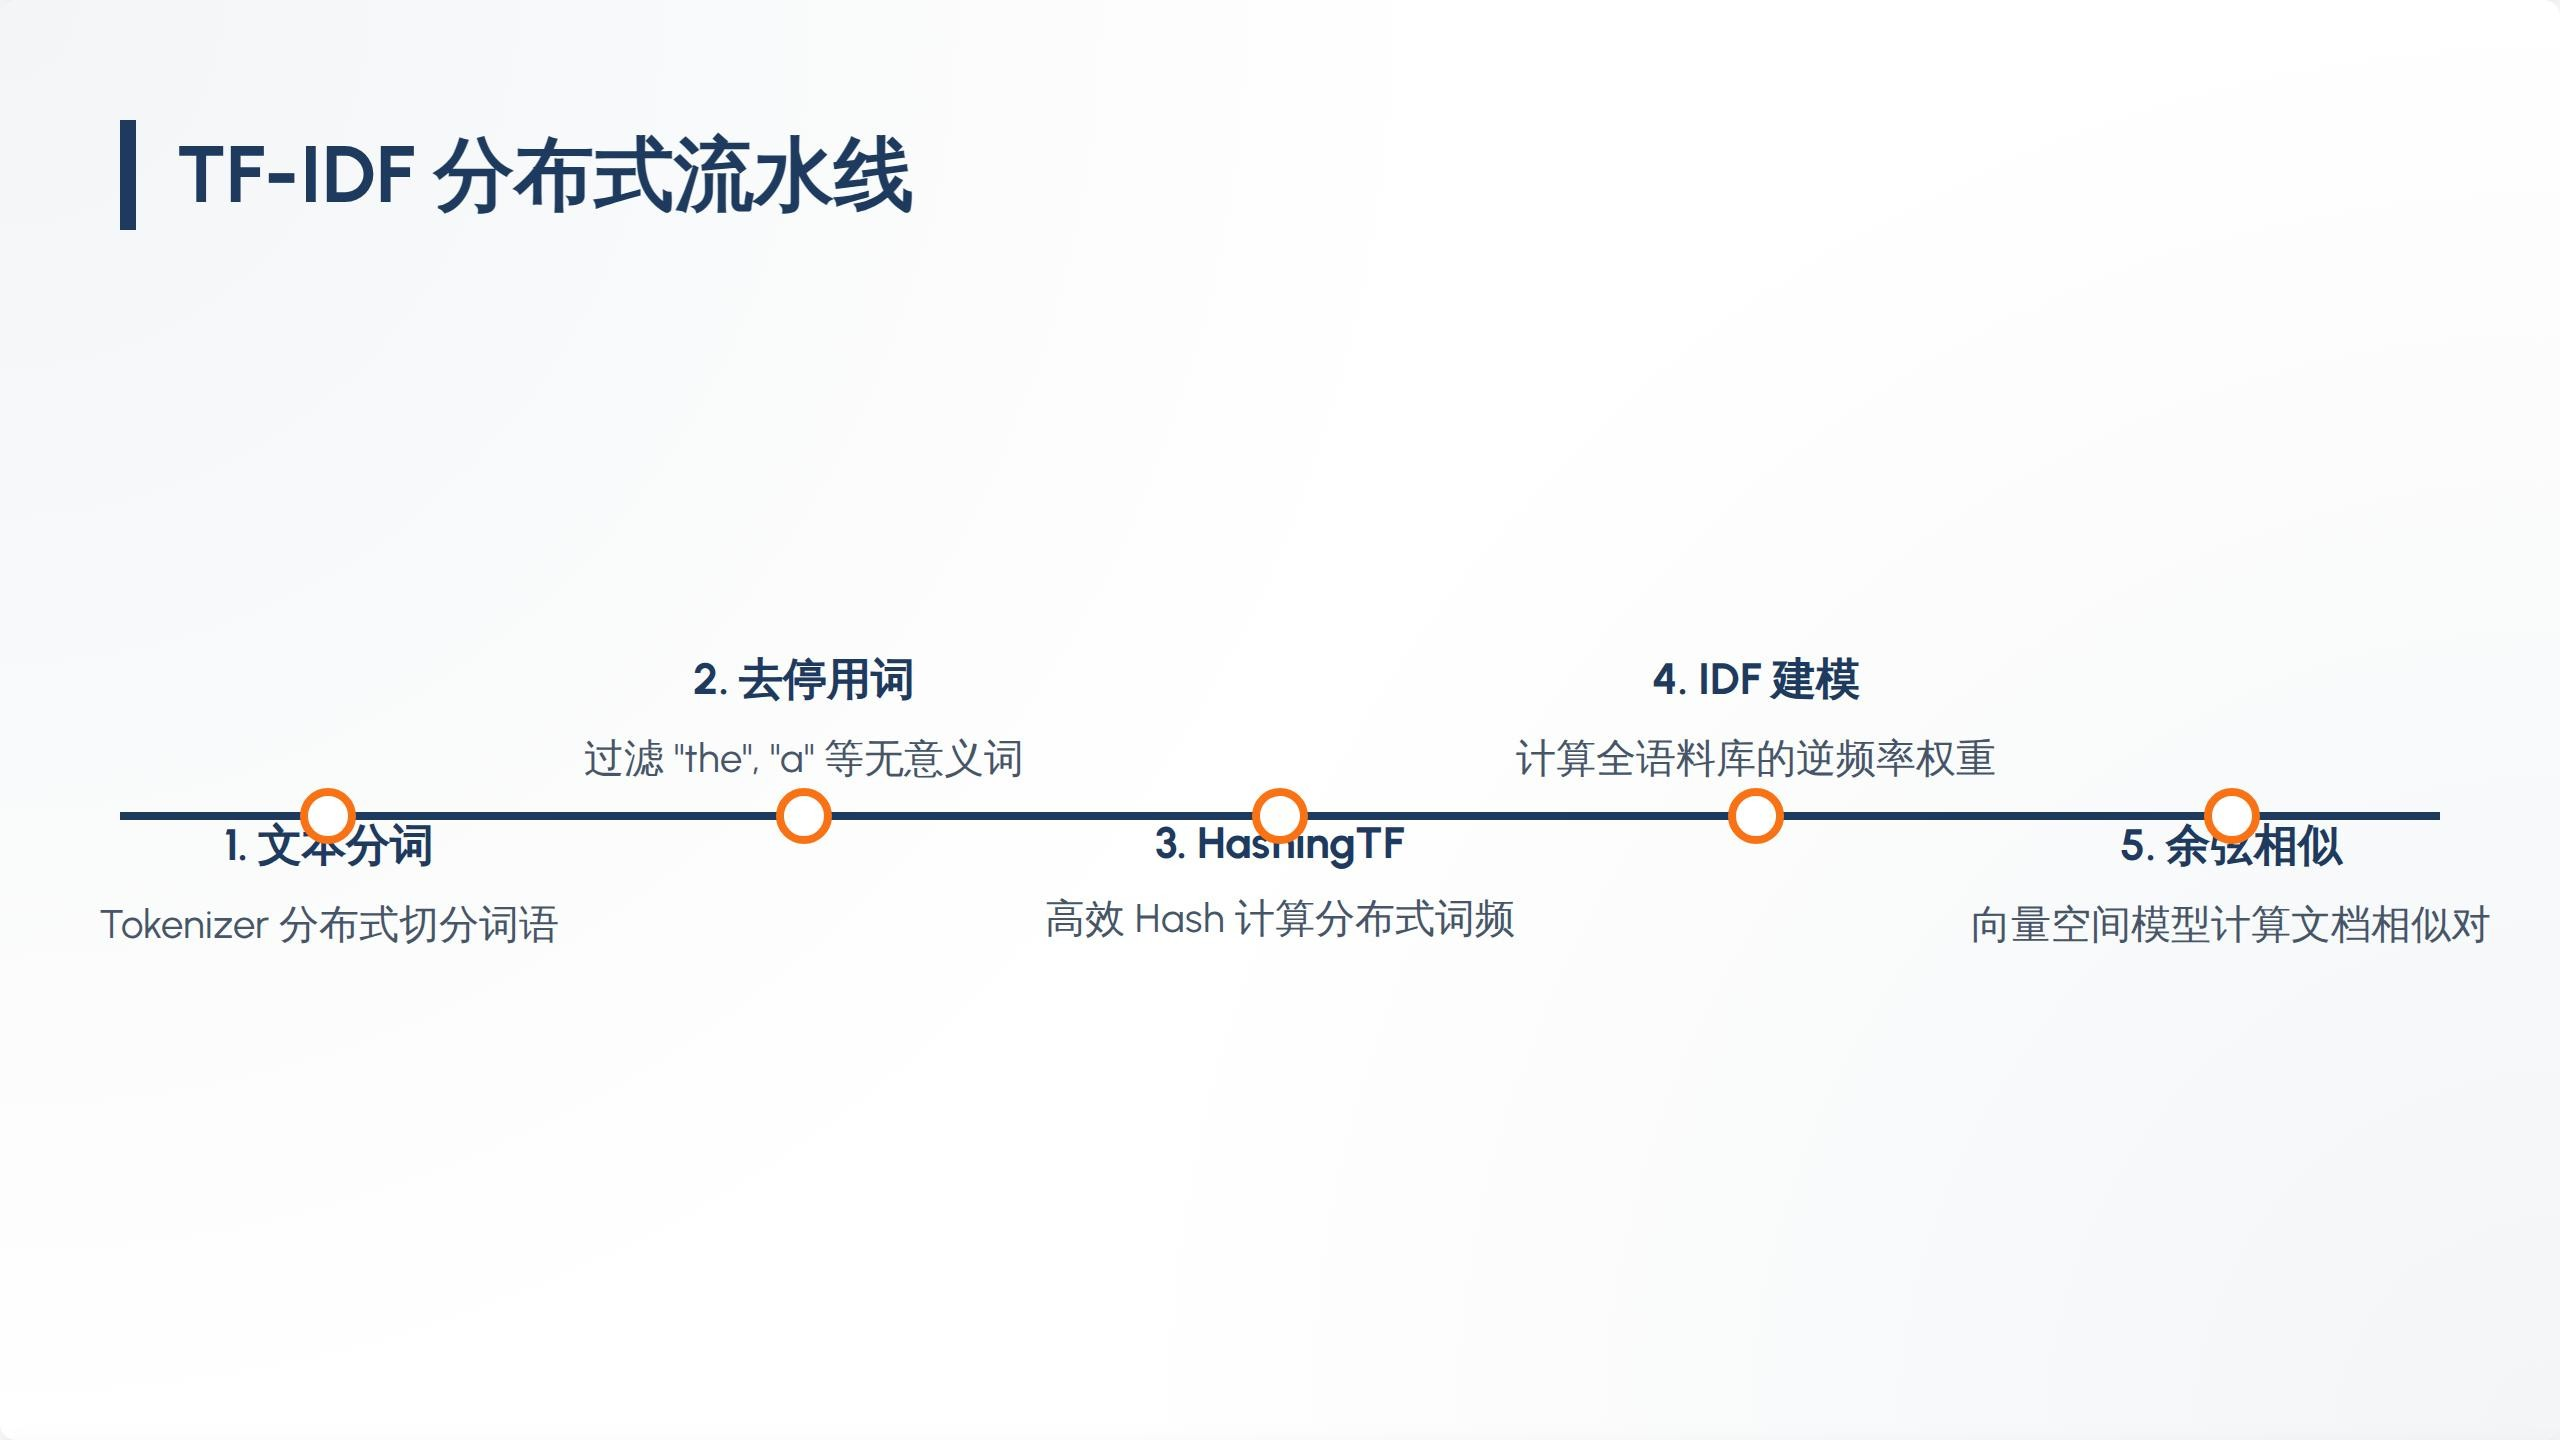 TF-IDF 分布式流水线
1. 文本分词
Tokenizer 分布式切分词语
2. 去停用词
过滤 "the", "a" 等无意义词
3. HashingTF
高效 Hash 计算分布式词频
4. IDF 建模
计算全语料库的逆频率权重
5. 余弦相似
向量空间模型计算文档相似对